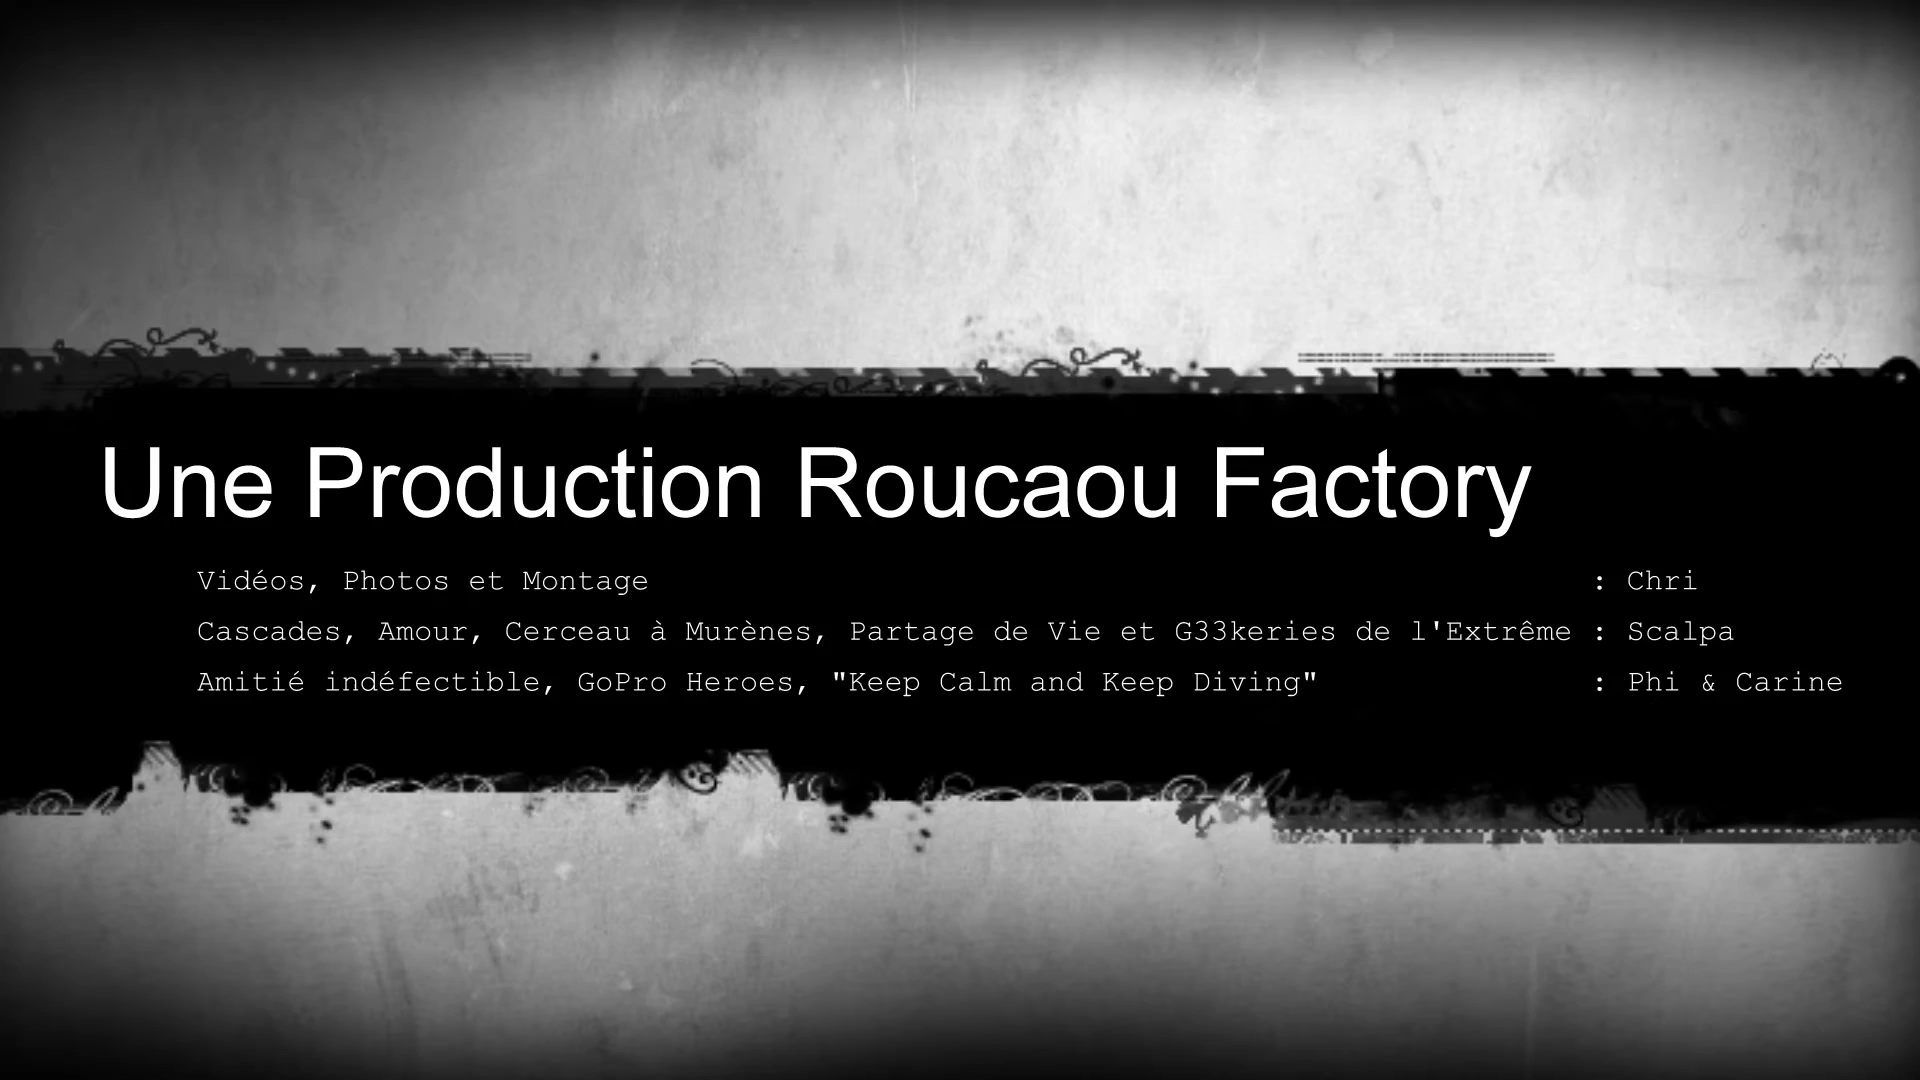 Une Production Roucaou Factory
Vidéos, Photos et Montage : Chri
Cascades, Amour, Cerceau à Murènes, Partage de Vie et G33keries de l'Extrême : Scalpa
Amitié indéfectible, GoPro Heroes, "Keep Calm and Keep Diving" : Phi & Carine